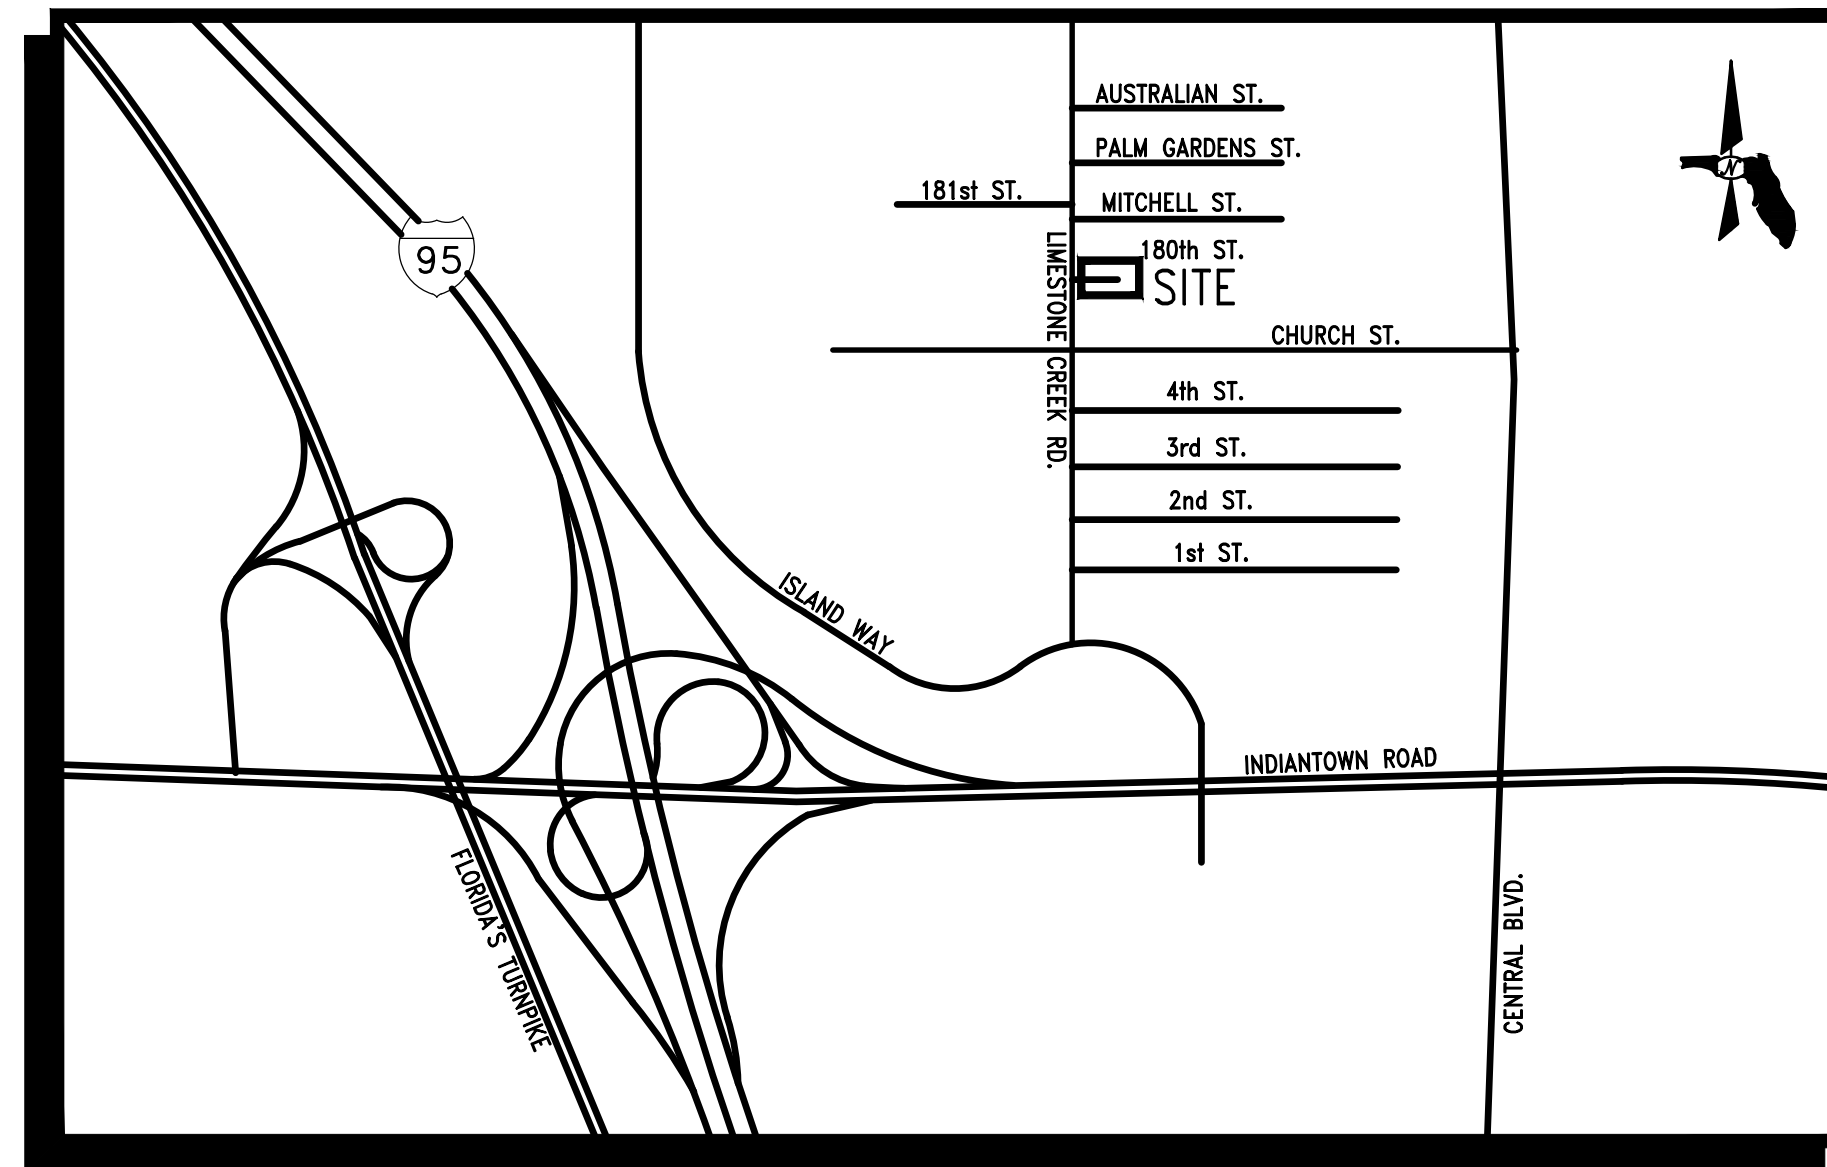 AUSTRALIAN ST.
PALM GARDENS ST.
181st ST.
MITCHELL ST.
N
180th ST.
95
SITE
LIMESTONE CREEK RD.
CHURCH ST.
4th ST.
3rd ST.
2nd ST.
1st ST.
ISLAND WAY
INDIANTOWN ROAD
FLORIDA'S TURNPIKE
CENTRAL BLVD.